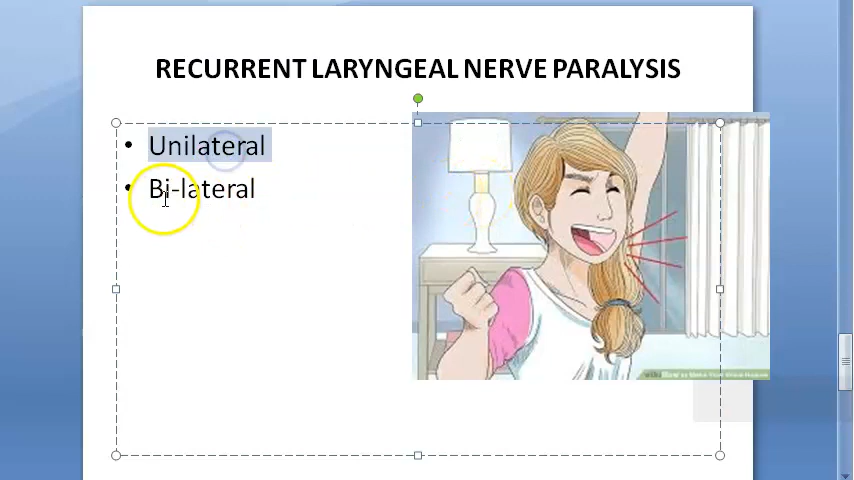 RECURRENT LARYNGEAL NERVE PARALYSIS
• Unilateral
• Bi-lateral